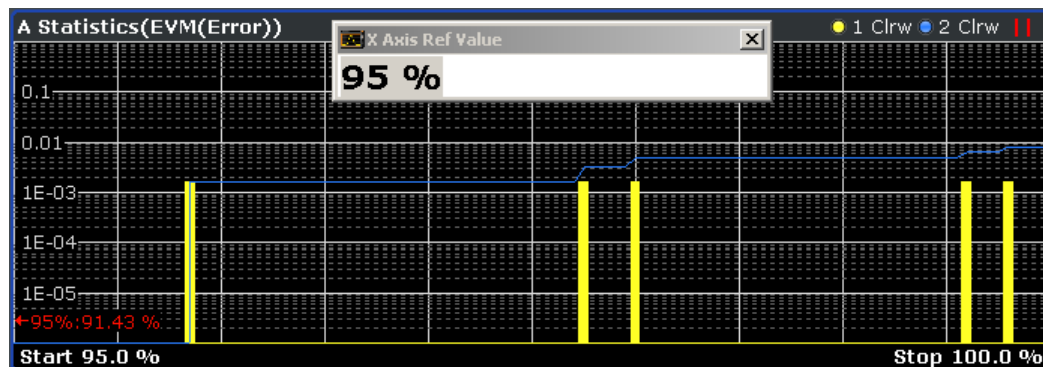 A Statistics(EVM(Error))
1 Clrw 2 Clrw
X Axis Ref Value
95 %
0.1
0.01
1E-03
1E-04
1E-05
95%:91.43 %
Start 95.0 %
Stop 100.0 %